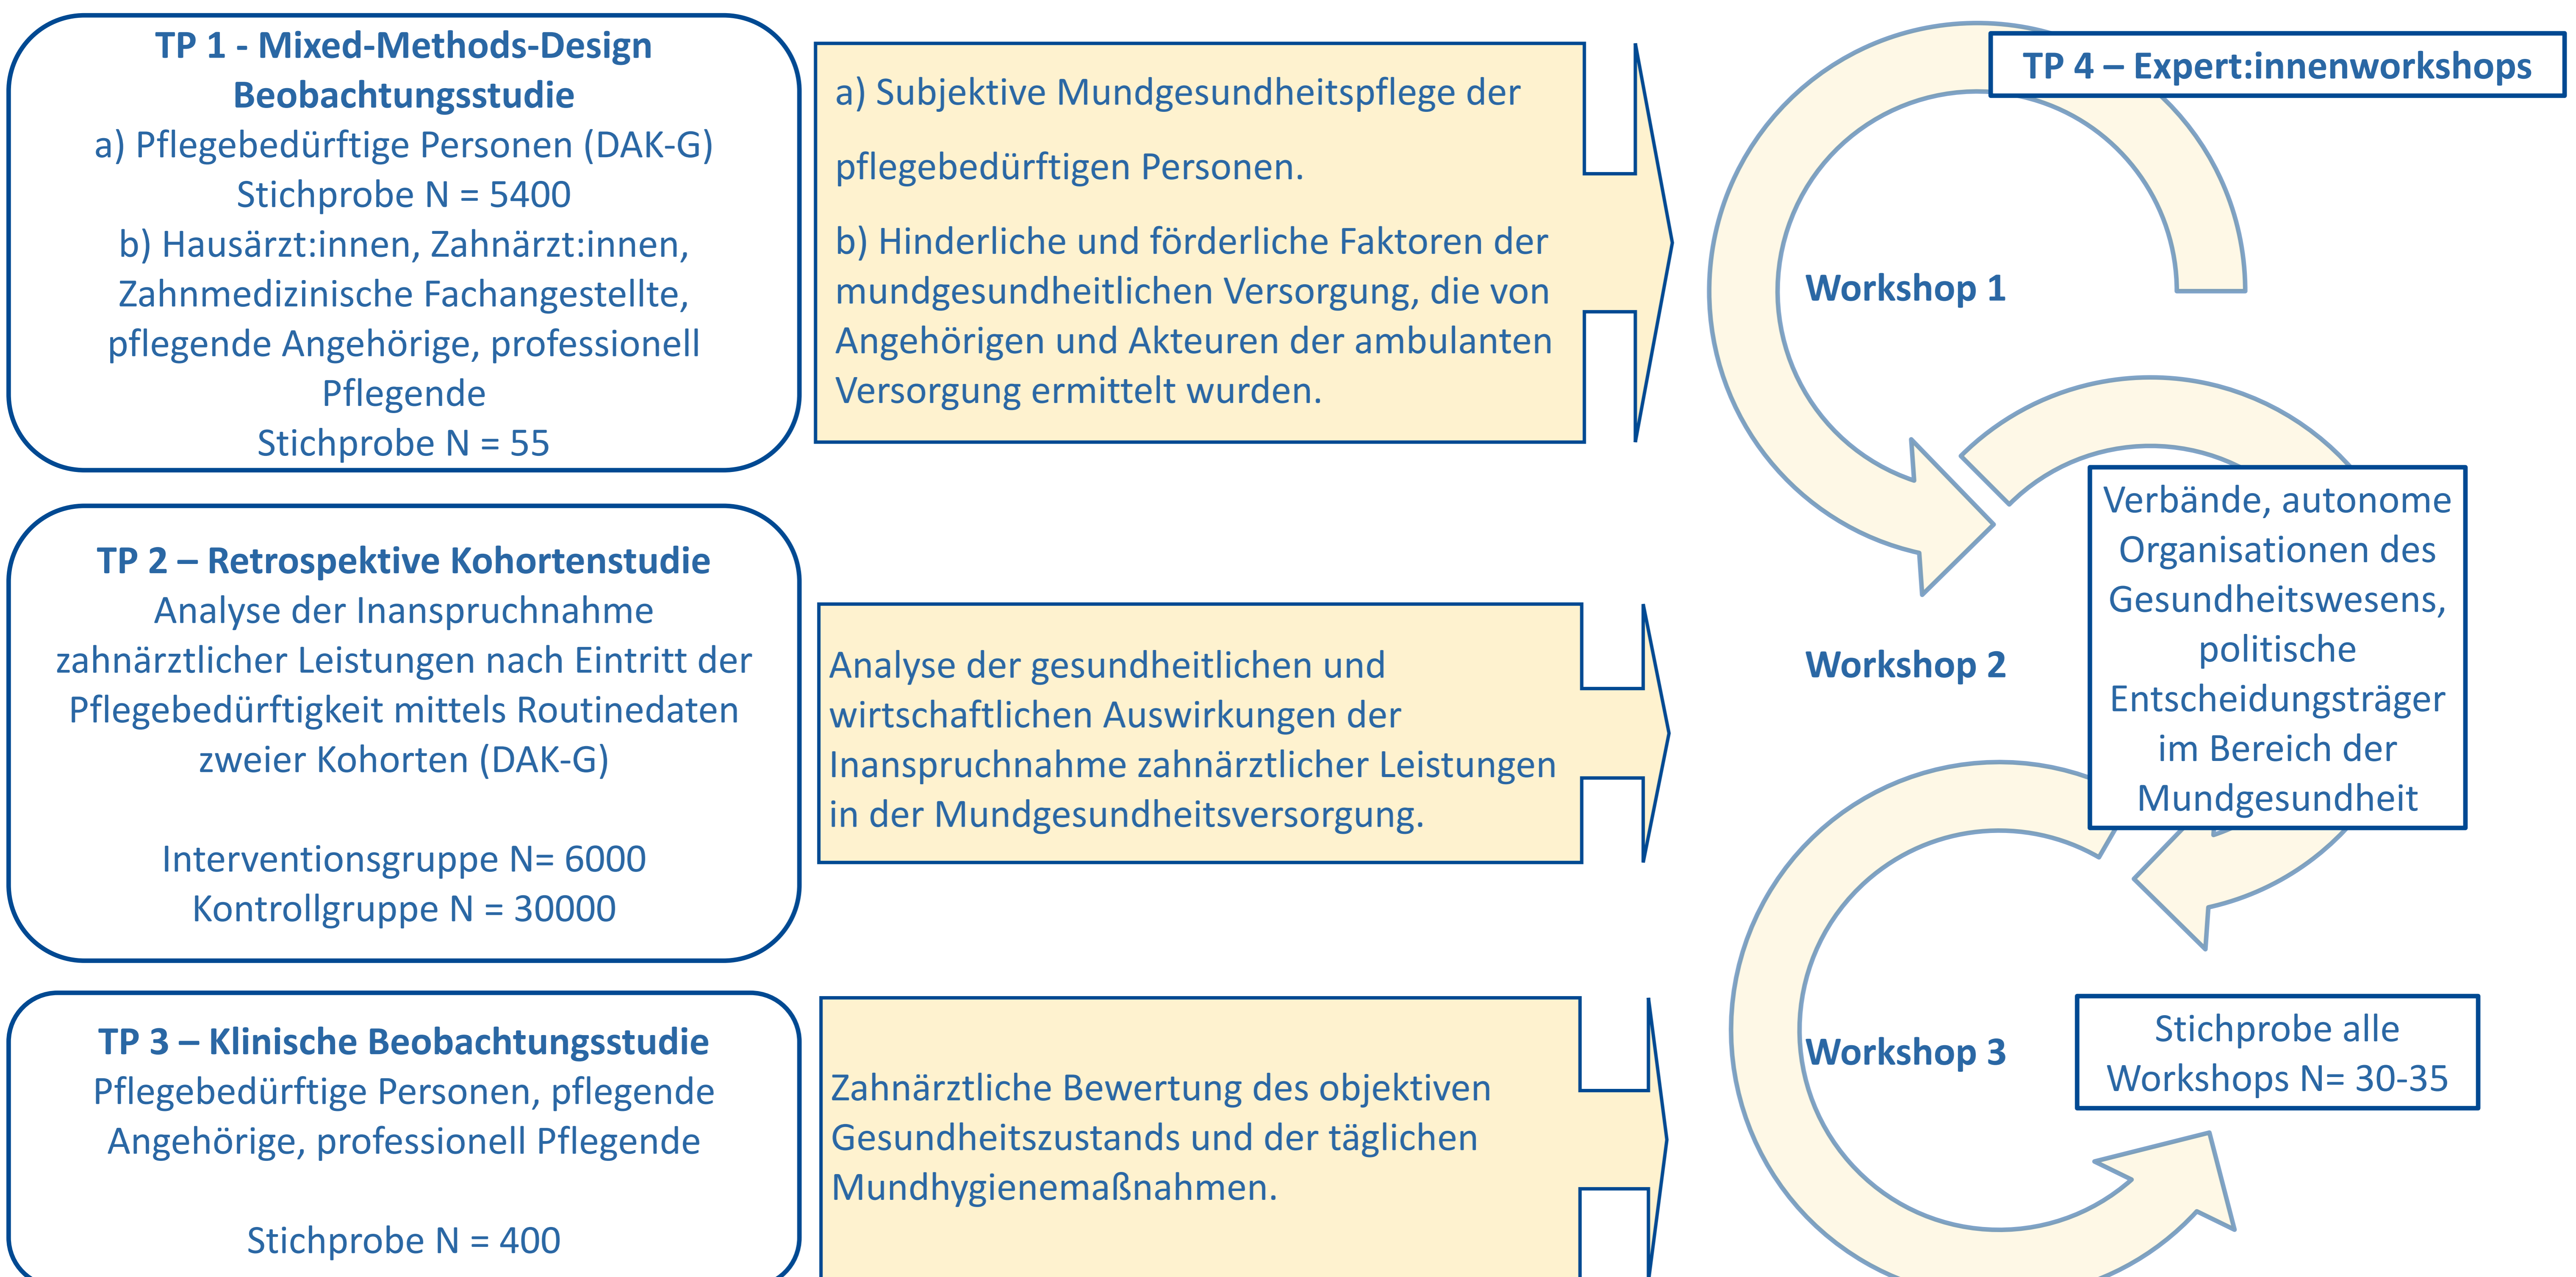 TP 1 - Mixed-Methods-Design
Beobachtungsstudie
a) Pflegebedürftige Personen (DAK-G)
Stichprobe N = 5400
b) Hausärzt:innen, Zahnärzt:innen,
Zahnmedizinische Fachangestellte,
pflegende Angehörige, professionell
Pflegende
Stichprobe N = 55
a) Subjektive Mundgesundheitspflege der
pflegebedürftigen Personen.
b) Hinderliche und förderliche Faktoren der
mundgesundheitlichen Versorgung, die von
Angehörigen und Akteuren der ambulanten
Versorgung ermittelt wurden.
TP 4 – Expert:innenworkshops
Workshop 1
TP 2 – Retrospektive Kohortenstudie
Analyse der Inanspruchnahme
zahnärztlicher Leistungen nach Eintritt der
Pflegebedürftigkeit mittels Routinedaten
zweier Kohorten (DAK-G)
Interventionsgruppe N= 6000
Kontrollgruppe N = 30000
Analyse der gesundheitlichen und
wirtschaftlichen Auswirkungen der
Inanspruchnahme zahnärztlicher Leistungen
in der Mundgesundheitsversorgung.
Workshop 2
Verbände, autonome
Organisationen des
Gesundheitswesens,
politische
Entscheidungsträger
im Bereich der
Mundgesundheit
TP 3 – Klinische Beobachtungsstudie
Pflegebedürftige Personen, pflegende
Angehörige, professionell Pflegende
Stichprobe N = 400
Zahnärztliche Bewertung des objektiven
Gesundheitszustands und der täglichen
Mundhygienemaßnahmen.
Workshop 3
Stichprobe alle
Workshops N= 30-35